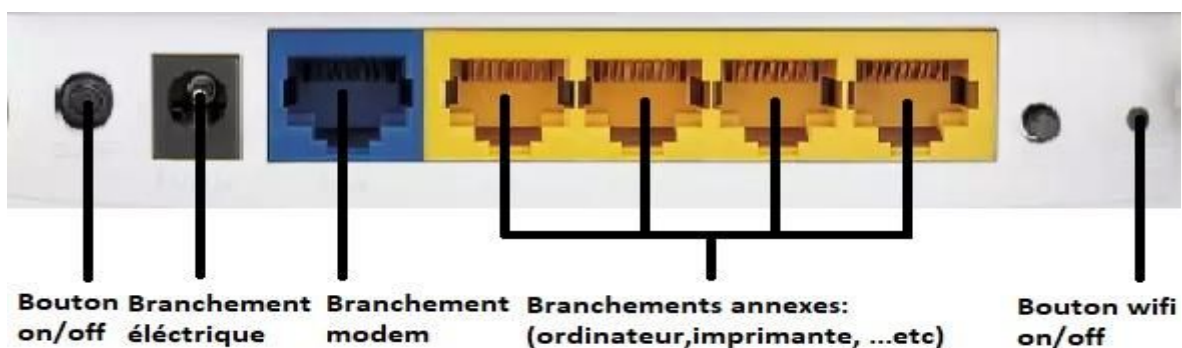 Bouton on/off
Branchement éléctrique
Branchement modem
Branchements annexes:
(ordinateur,imprimante, ...etc)
Bouton wifi on/off